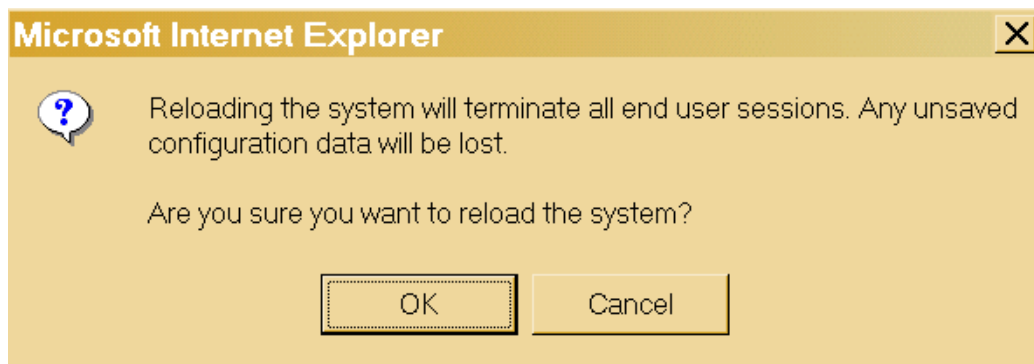 Microsoft Internet Explorer
Reloading the system will terminate all end user sessions. Any unsaved
configuration data will be lost.
Are you sure you want to reload the system?
OK
Cancel